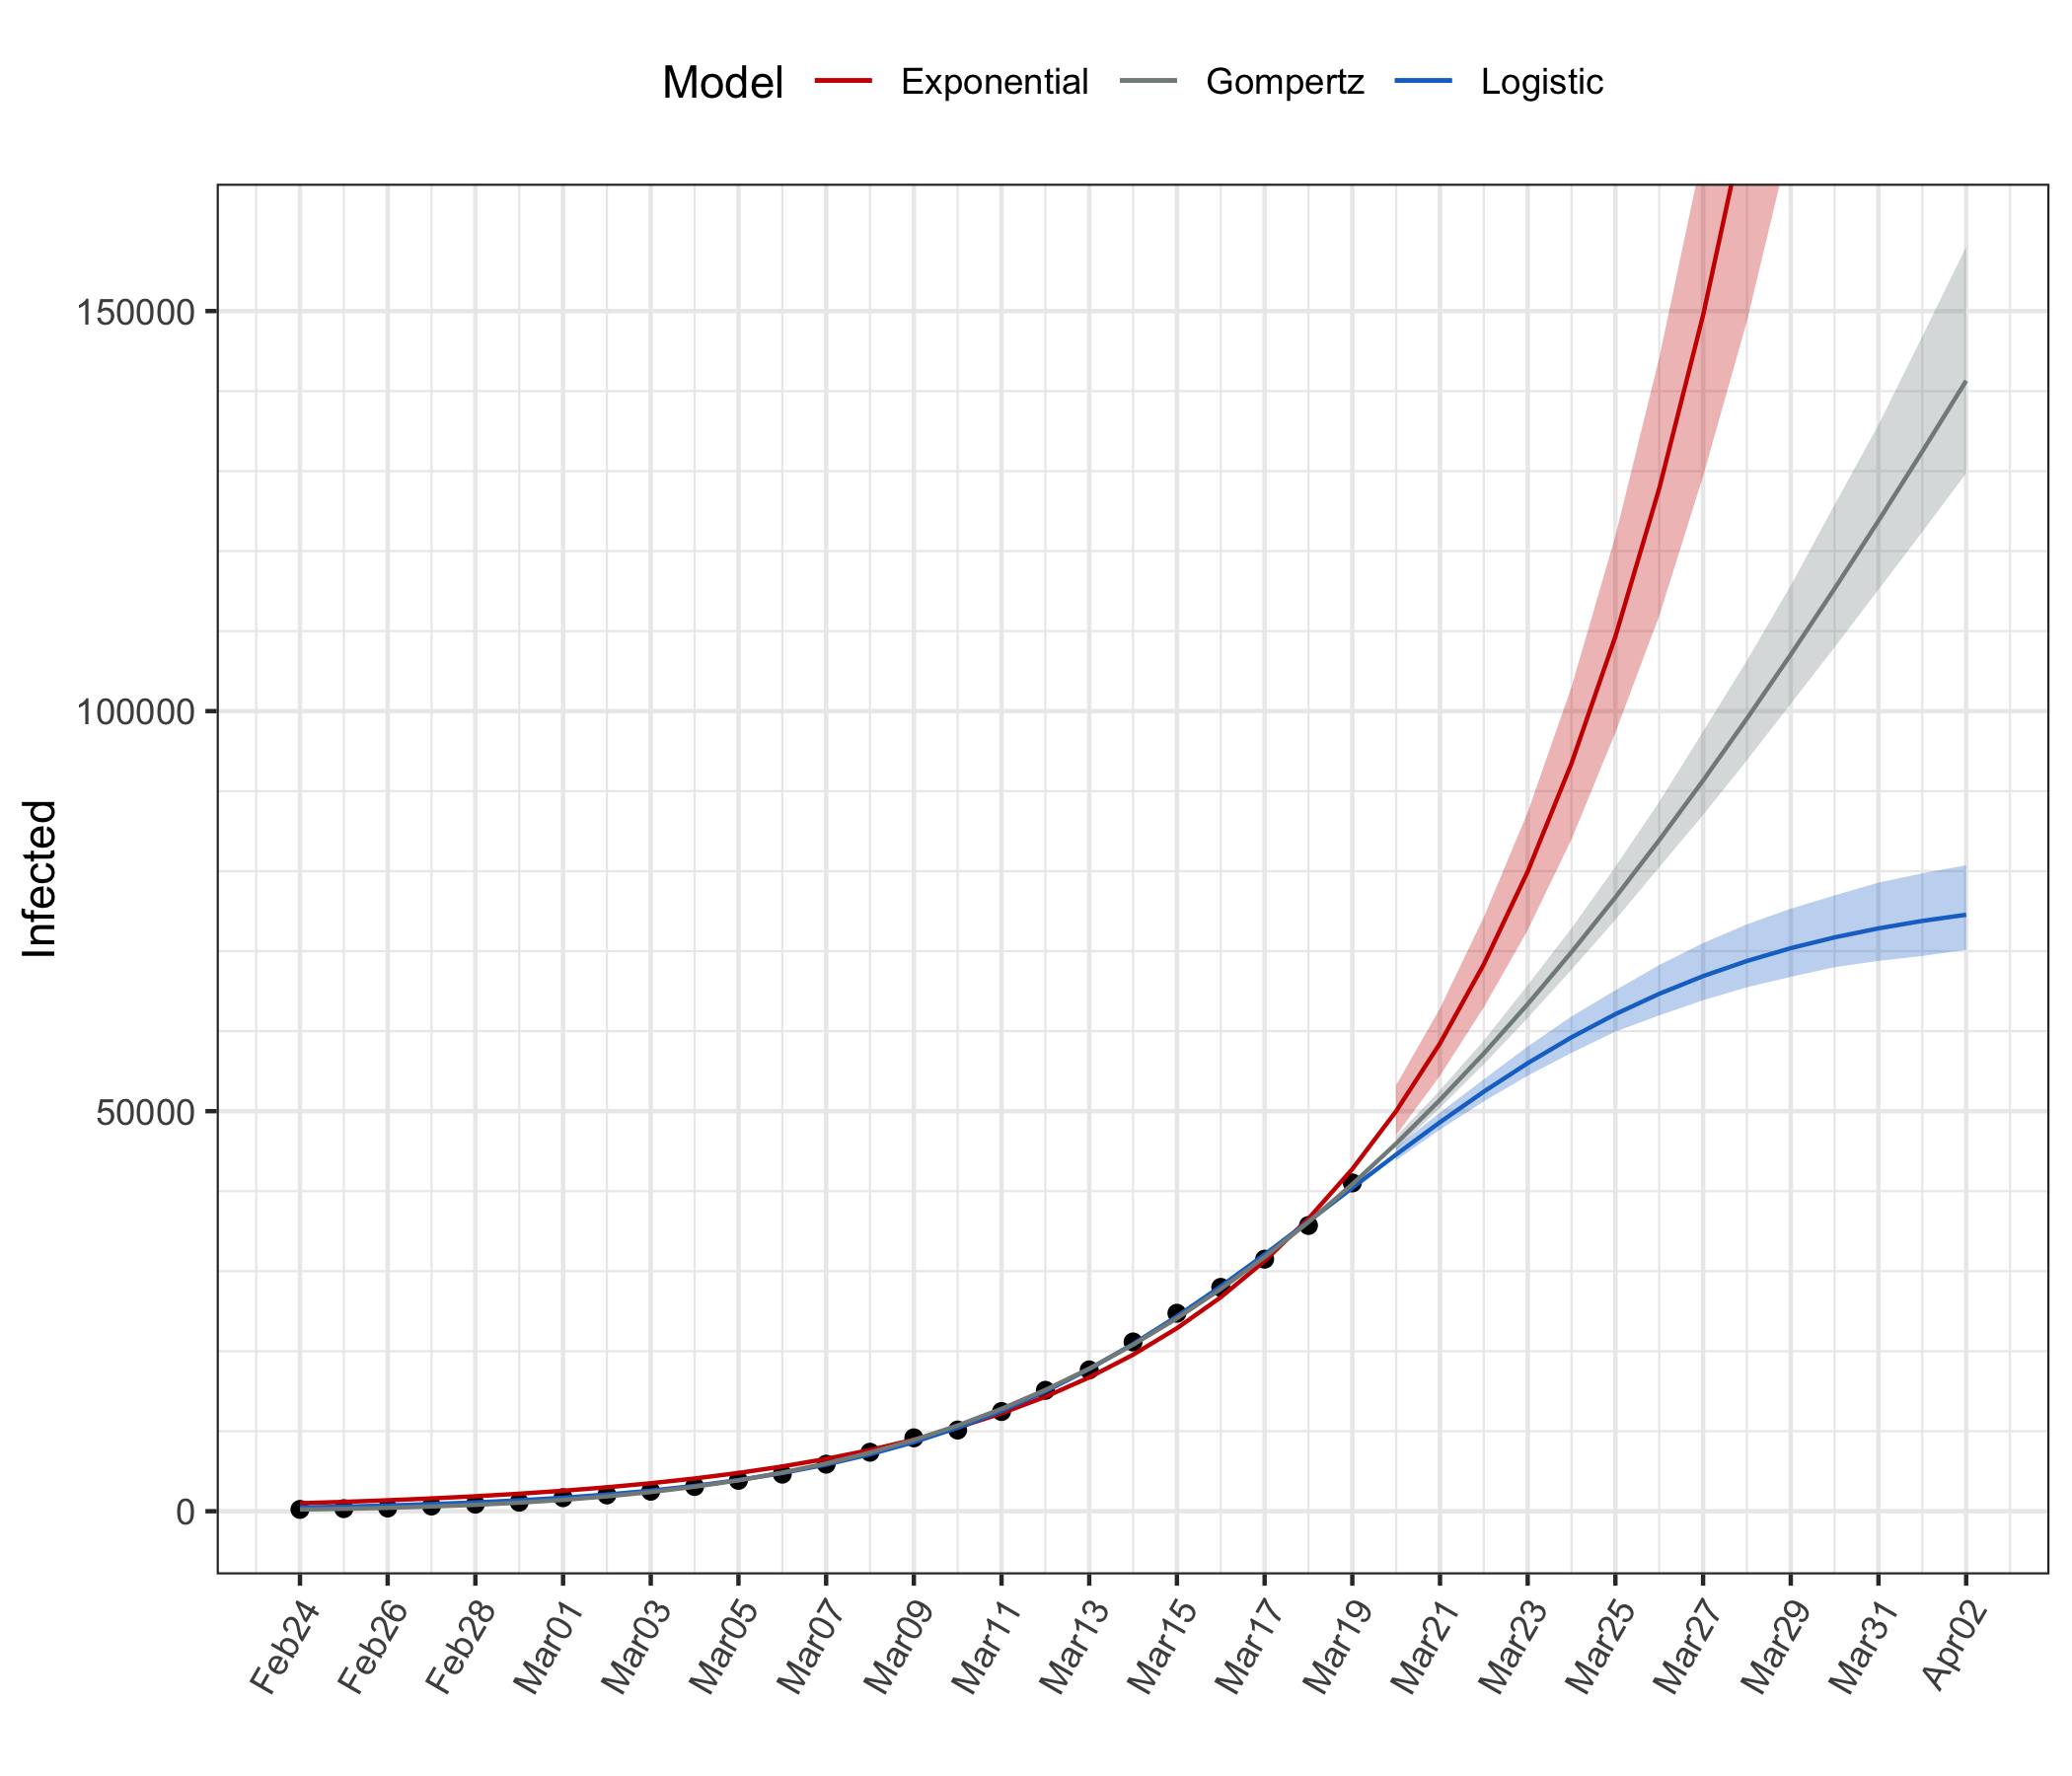 Model Exponential Gompertz Logistic
150000
100000
50000
0
Infected
Feb24 Feb26 Feb28 Mar01 Mar03 Mar05 Mar07 Mar09 Mar11 Mar13 Mar15 Mar17 Mar19 Mar21 Mar23 Mar25 Mar27 Mar29 Mar31 Apr02